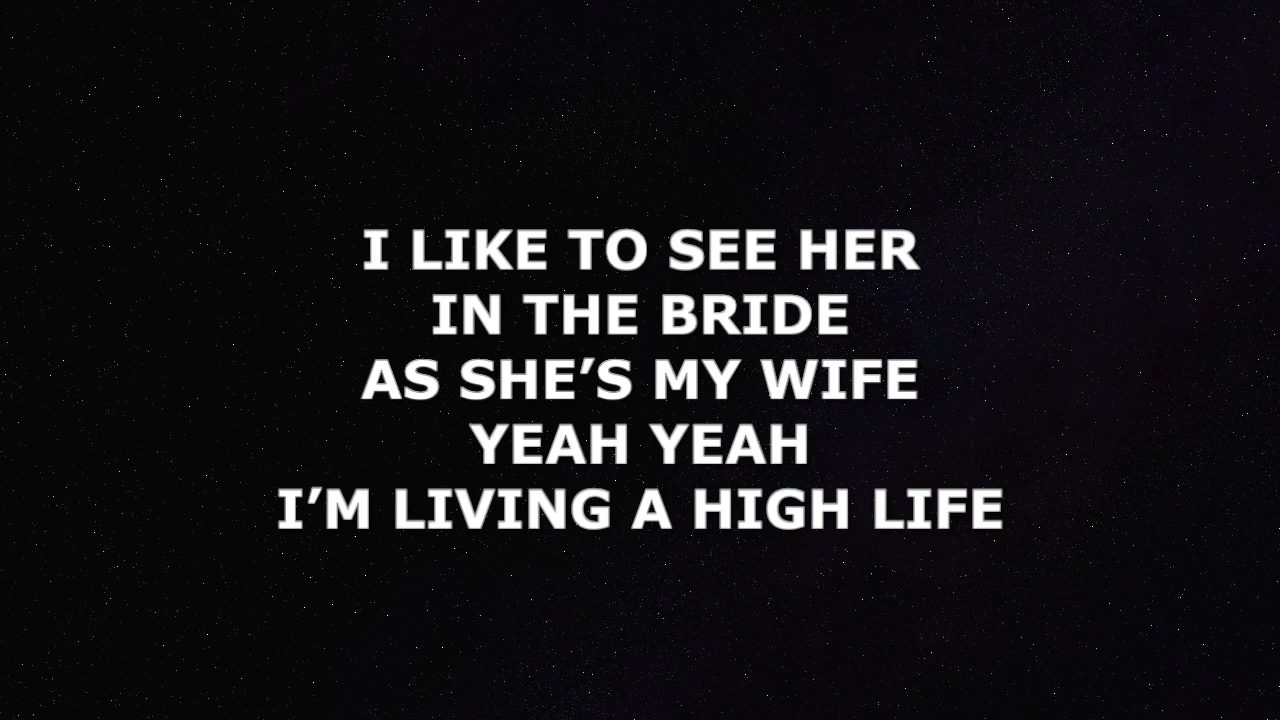 I LIKE TO SEE HER
IN THE BRIDE
AS SHE’S MY WIFE
YEAH YEAH
I’M LIVING A HIGH LIFE